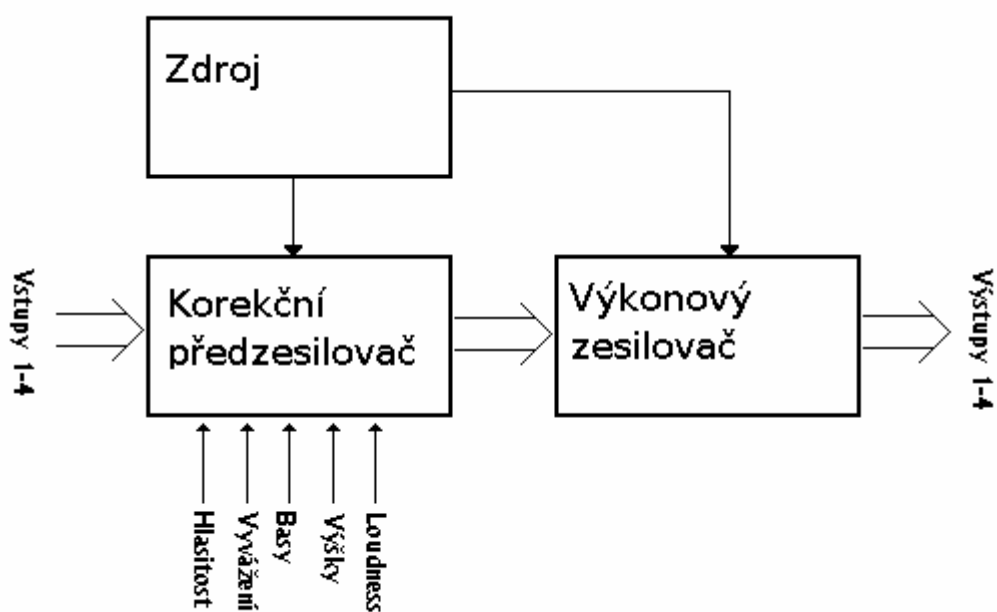 Zdroj
Vstupy 1-4
Korekční
předzesilovač
Výkonový
zesilovač
Výstupy 1-4
Hlasitost
Vyvážení
Basy
Výšky
Loudness